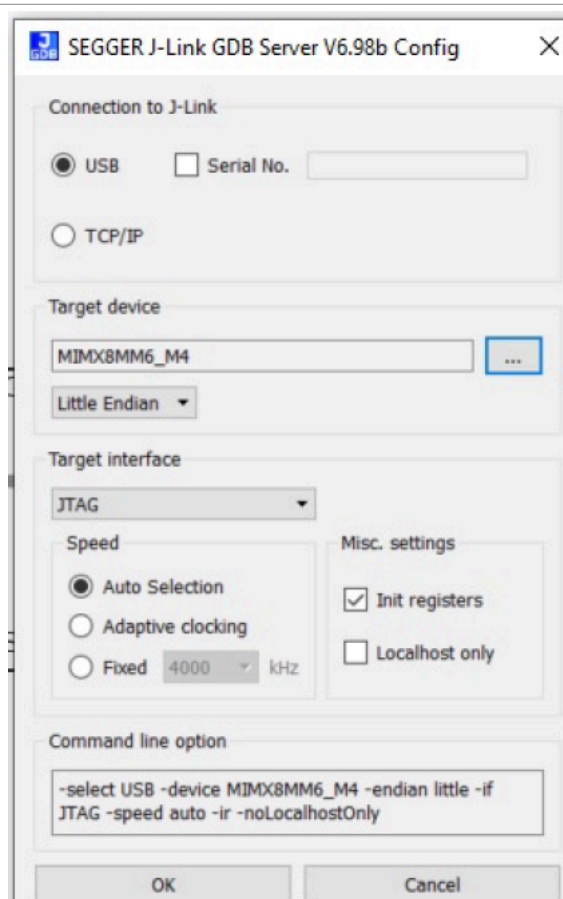 J
GDB
SEGGER J-Link GDB Server V6.98b Config
Connection to J-Link
USB
Serial No.
TCP/IP
Target device
MIMX8MM6_M4
...
Little Endian
Target interface
JTAG
Speed
Auto Selection
Adaptive clocking
Fixed 4000 kHz
Misc. settings
Init registers
Localhost only
Command line option
-select USB -device MIMX8MM6_M4 -endian little -if
JTAG -speed auto -ir -noLocalhostOnly
OK
Cancel